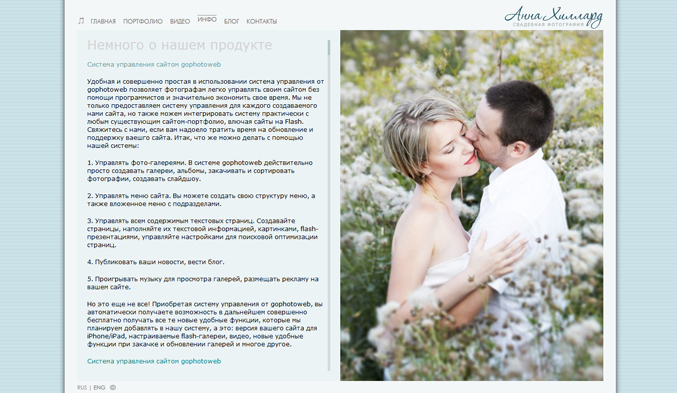 ГЛАВНАЯ ПОРТФОЛИО ВИДЕО ИНФО БЛОГ КОНТАКТЫ
Анна Хиллард
СВАДЕБНАЯ ФОТОГРАФИЯ
Немного о нашем продукте
Система управления сайтом gophotoweb
Удобная и совершенно простая в использовании система управления от
gophotoweb позволяет фотографам легко управлять своим сайтом без
помощи програмистов и значительно экономить свое время. Мы не
только предоставляем систему управления для каждого создаваемого
нами сайта, но также можем интегрировать систему практически с
любым существующим сайтом-портфолио, влючая сайты на Flash.
Свяжитесь с нами, если вам надоело тратить время на обновление и
поддержку ваешго сайта. Итак, что же можно делать с помощью
нашей системы:
1. Управлять фото-галереями. В системе gophotoweb действительно
просто создавать галереи, альбомы, закачивать и сортировать
фотографии, создавать слайдшоу.
2. Управлять меню сайта. Вы можете создать свою структуру меню, а
также вложенное меню с подразделами.
3. Управлять всем содержимым текстовых страниц. Создавайте
страницы, наполняйте их текстовой информацией, картинками, flash-
презентациями, управляйте настройками для поисковой оптимизации
страниц.
4. Публиковать ваши новости, вести блог.
5. Проигрывать музыку для просмотра галерей, размещать рекламу на
вашем сайте.
Но это еще не все! Приобретая систему управления от gophotoweb, вы
автоматически получаете возможность в дальнейшем совершенно
бесплатно получать все те новые удобные функции, которые мы
планируем добавлять в нашу систему, а это: версия вашего сайта для
iPhone/iPad, настраиваемые flash-галереи, видео, новые удобные
функции при закачке и обновлении галерей и многое другое.
Система управления сайтом gophotoweb
RUS | ENG